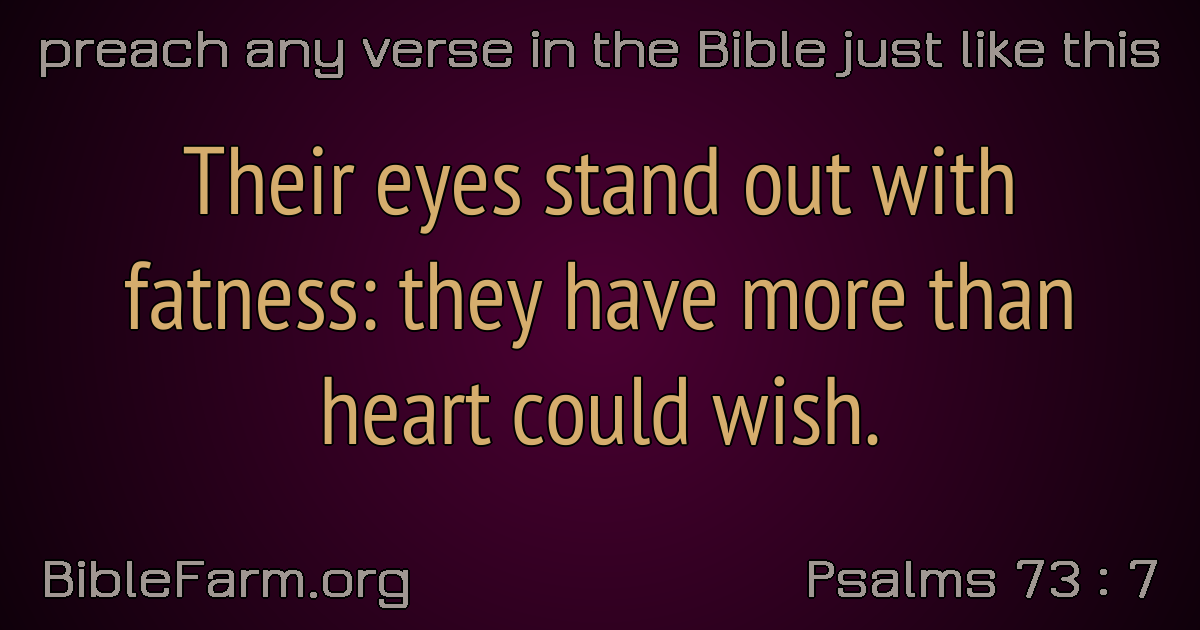 preach any verse in the Bible just like this
Their eyes stand out with
fatness: they have more than
heart could wish.
BibleFarm.org
Psalms 73 : 7